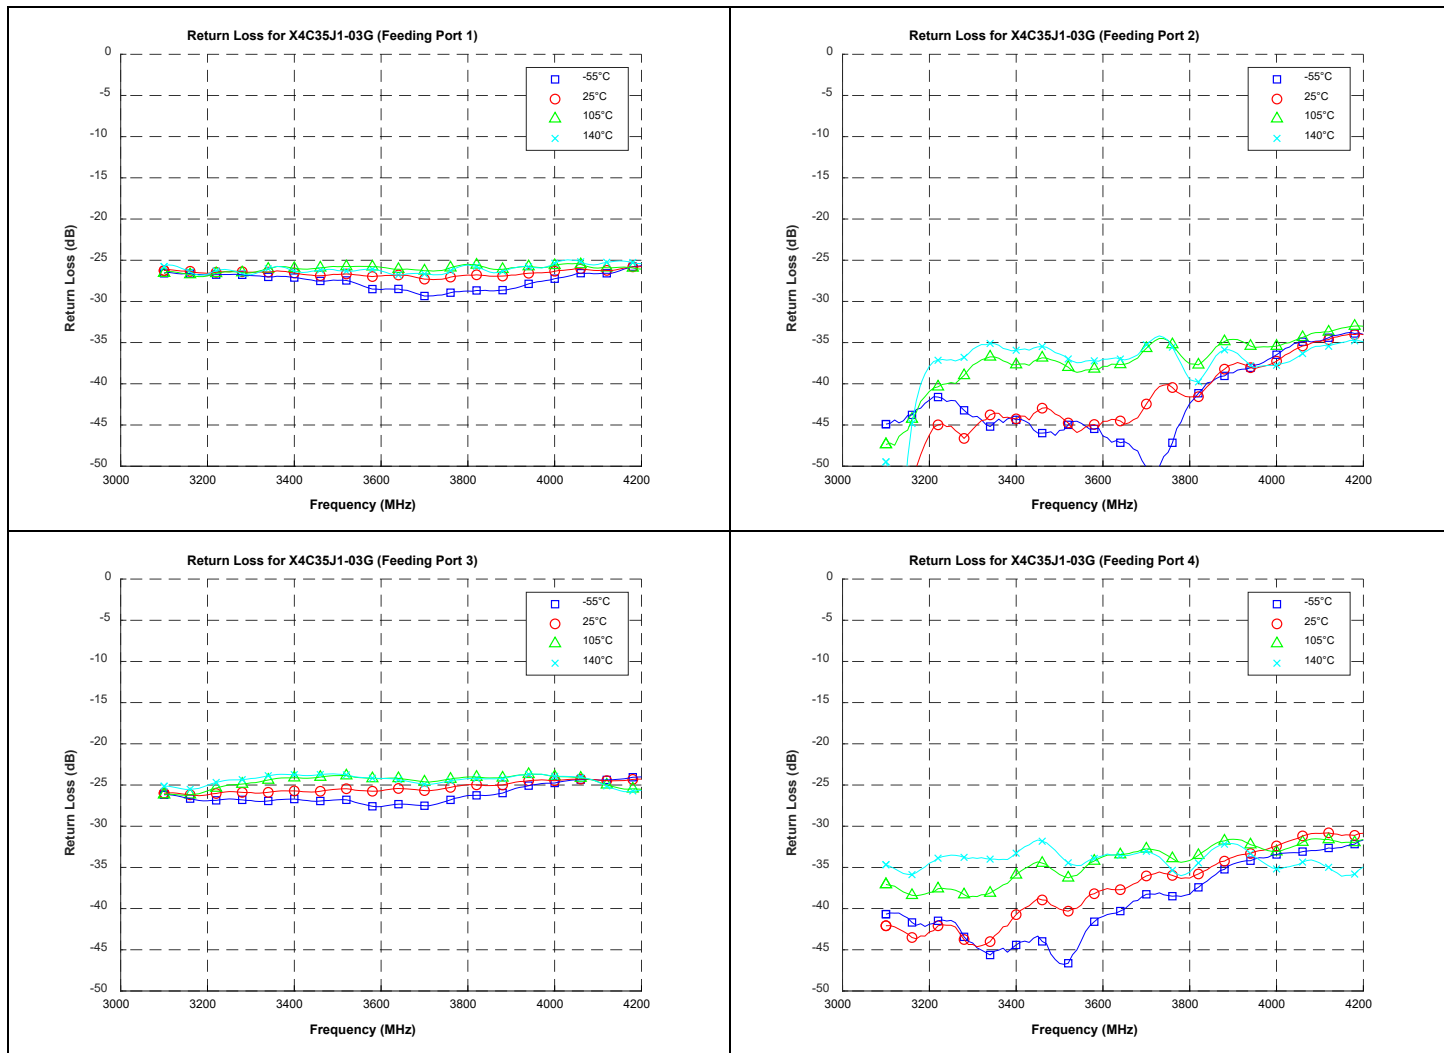 Return Loss for X4C35J1-03G (Feeding Port 1)
0
-5
-10
-15
-20
-25
-30
-35
-40
-45
-50
Return Loss (dB)
3000 3200 3400 3600 3800 4000 4200
Frequency (MHz)
-55°C
25°C
105°C
140°C
Return Loss for X4C35J1-03G (Feeding Port 2)
0
-5
-10
-15
-20
-25
-30
-35
-40
-45
-50
Return Loss (dB)
3000 3200 3400 3600 3800 4000 4200
Frequency (MHz)
-55°C
25°C
105°C
140°C
Return Loss for X4C35J1-03G (Feeding Port 3)
0
-5
-10
-15
-20
-25
-30
-35
-40
-45
-50
Return Loss (dB)
3000 3200 3400 3600 3800 4000 4200
Frequency (MHz)
-55°C
25°C
105°C
140°C
Return Loss for X4C35J1-03G (Feeding Port 4)
0
-5
-10
-15
-20
-25
-30
-35
-40
-45
-50
Return Loss (dB)
3000 3200 3400 3600 3800 4000 4200
Frequency (MHz)
-55°C
25°C
105°C
140°C